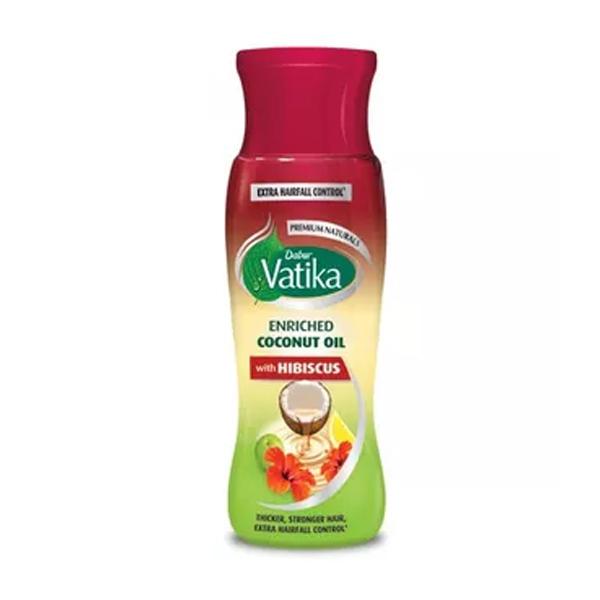 EXTRA HAIRFALL CONTROL*
PREMIUM NATURALS
Dabur
Vatika
ENRICHED
COCONUT OIL
with HIBISCUS
THICKER, STRONGER HAIR,
EXTRA HAIRFALL CONTROL*